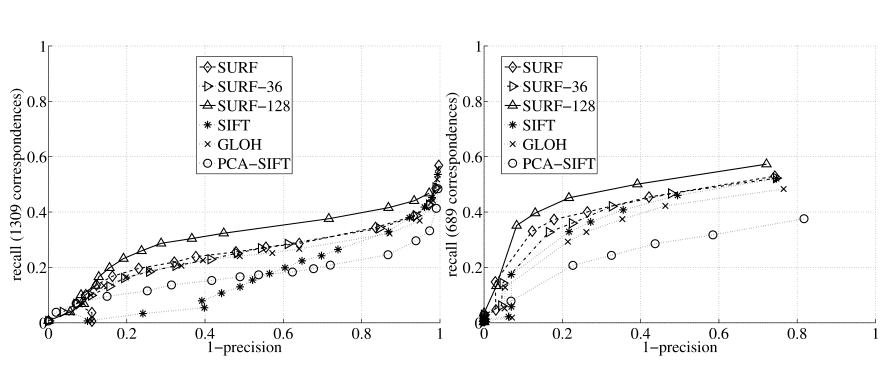 recall (1309 correspondences)
1
0.8
0.6
0.4
0.2
0
SURF
SURF-36
SURF-128
SIFT
GLOH
PCA-SIFT
0 0.2 0.4 0.6 0.8 1
1-precision
recall (689 correspondences)
1
0.8
0.6
0.4
0.2
0
SURF
SURF-36
SURF-128
SIFT
GLOH
PCA-SIFT
0 0.2 0.4 0.6 0.8 1
1-precision